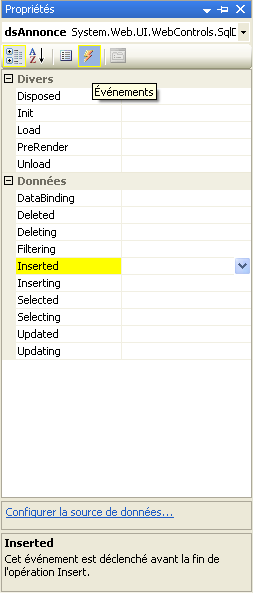 Propriétés
dsAnnonce System.Web.UI.WebControls.SqlD
Événements
Divers
Disposed
Init
Load
PreRender
Unload
Données
DataBinding
Deleted
Deleting
Filtering
Inserted
Inserting
Selected
Selecting
Updated
Updating
Configurer la source de données...
Inserted
Cet événement est déclenché avant la fin de
l'opération Insert.